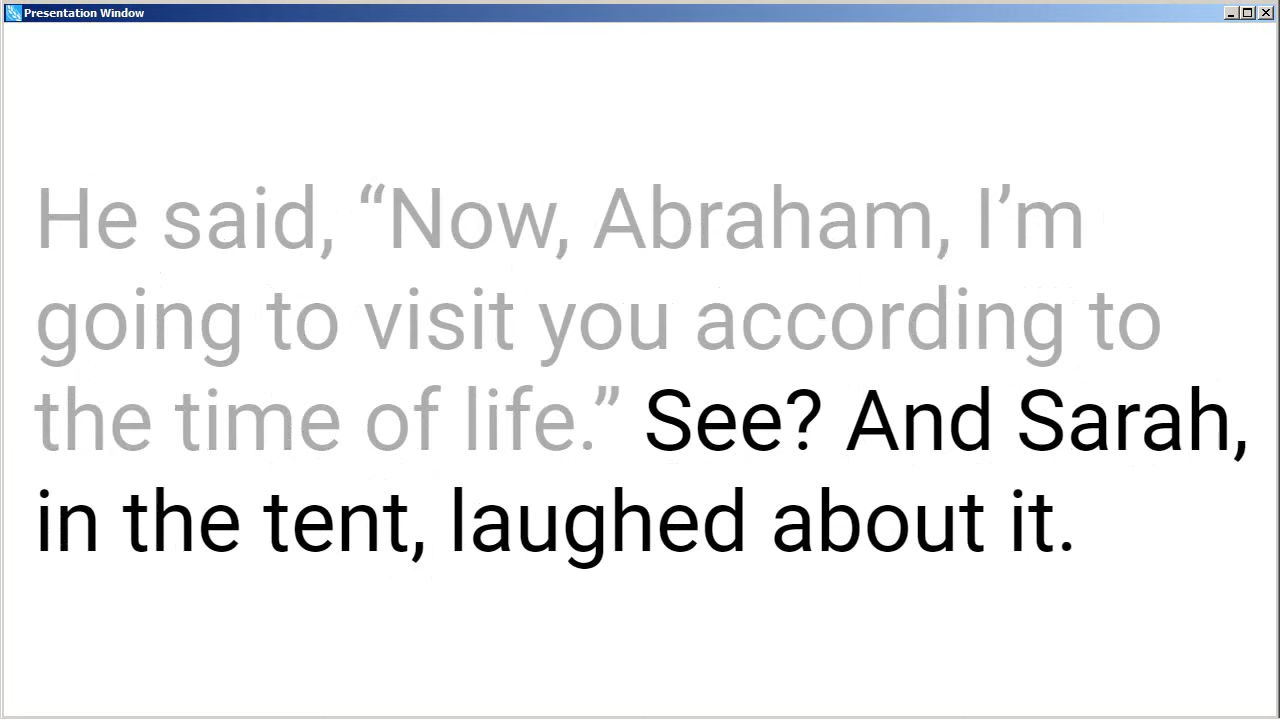 Presentation Window
He said, “Now, Abraham, I’m
going to visit you according to
the time of life.” See? And Sarah,
in the tent, laughed about it.